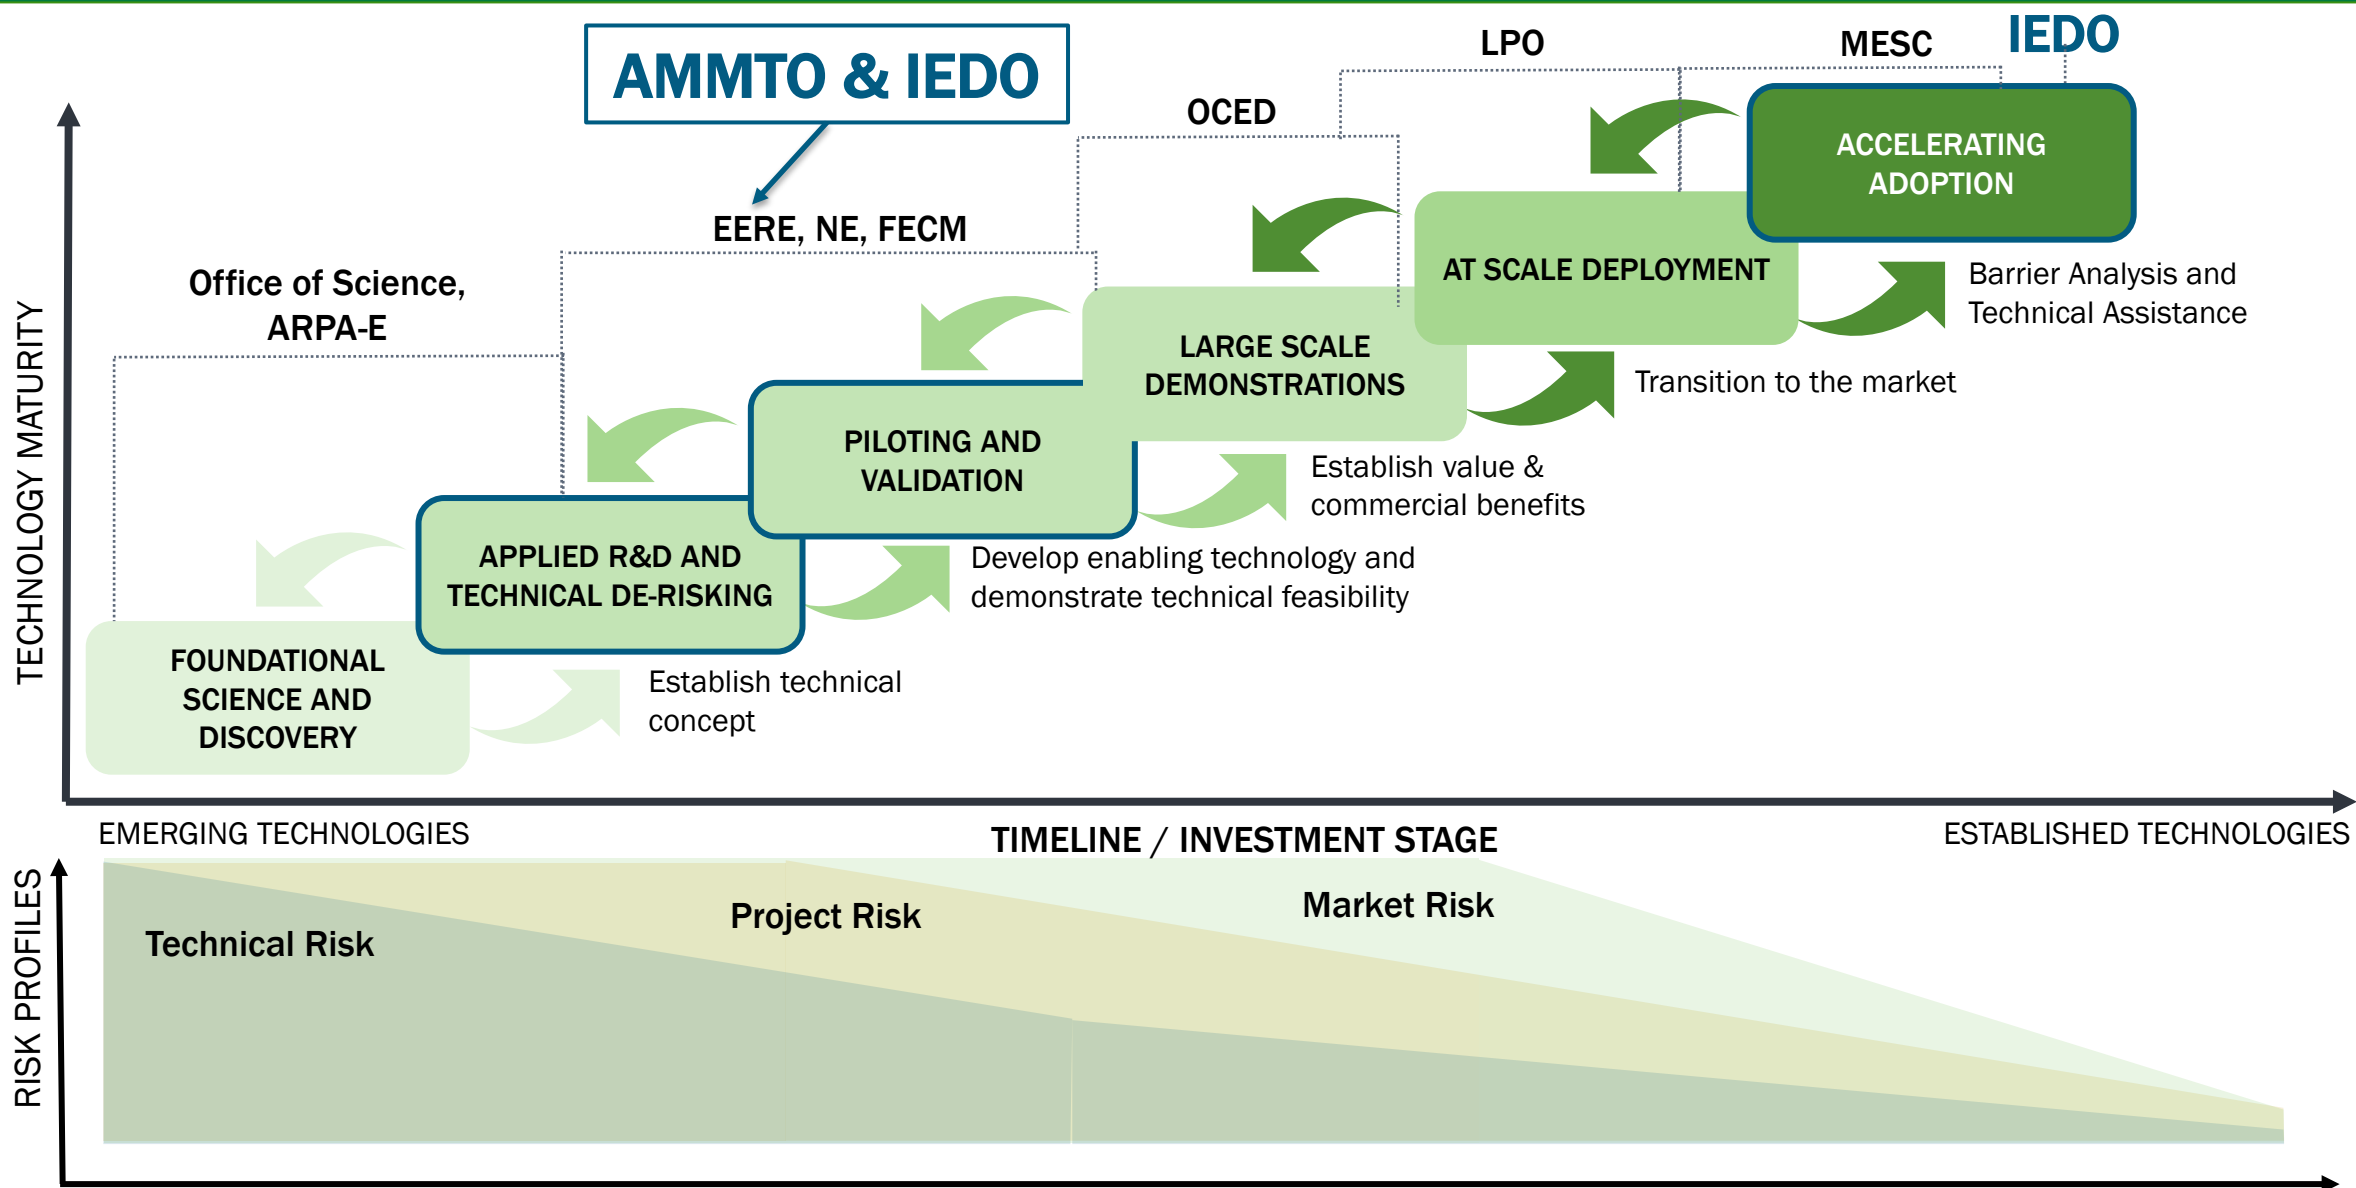 LPO
MESC
IEDO
AMMTO & IEDO
OCED
ACCELERATING
ADOPTION
EERE, NE, FECM
Office of Science,
ARPA-E
AT SCALE DEPLOYMENT
Barrier Analysis and
Technical Assistance
LARGE SCALE
DEMONSTRATIONS
Transition to the market
PILOTING AND
VALIDATION
Establish value &
commercial benefits
APPLIED R&D AND
TECHNICAL DE-RISKING
Develop enabling technology and
demonstrate technical feasibility
FOUNDATIONAL
SCIENCE AND
DISCOVERY
Establish technical
concept
TECHNOLOGY MATURITY
EMERGING TECHNOLOGIES
TIMELINE / INVESTMENT STAGE
ESTABLISHED TECHNOLOGIES
RISK PROFILES
Technical Risk
Project Risk
Market Risk